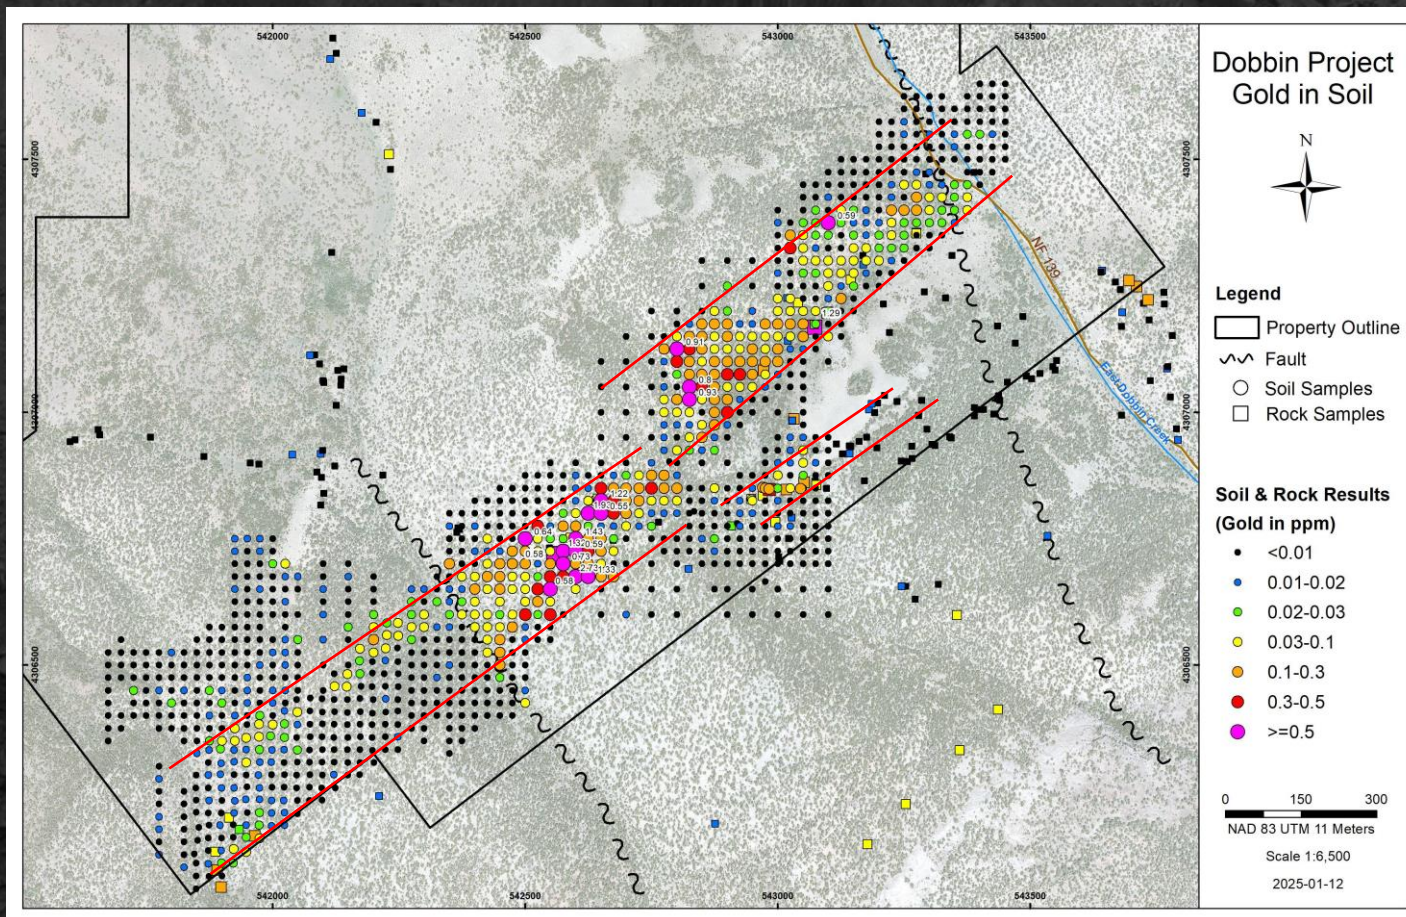 542000
542500
543000
543500
4307500
4307500
4307000
4307000
4306500
4306500
542000
542500
543000
543500
0.59
1.29
0.91
0.8
0.93
1.22
0.55
0.64
1.43
0.59
0.58
0.73
1.33
0.58
NF 139
East Dobbin Creek
Dobbin Project
Gold in Soil
N
Legend
Property Outline
Fault
Soil Samples
Rock Samples
Soil & Rock Results
(Gold in ppm)
<0.01
0.01-0.02
0.02-0.03
0.03-0.1
0.1-0.3
0.3-0.5
>=0.5
0 150 300
NAD 83 UTM 11 Meters
Scale 1:6,500
2025-01-12